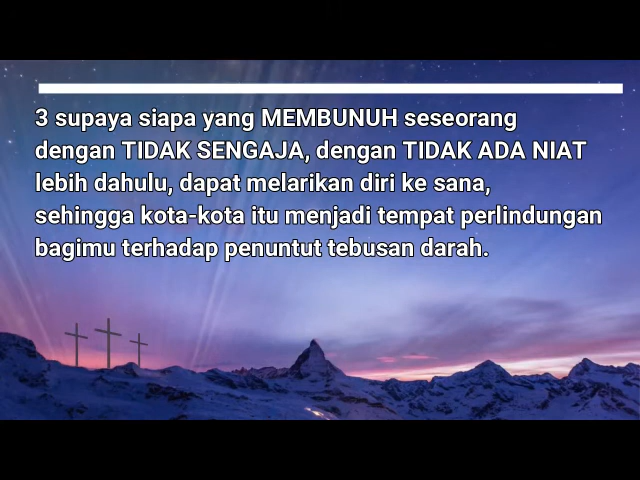 3 supaya siapa yang MEMBUNUH seseorang
dengan TIDAK SENGAJA, dengan TIDAK ADA NIAT
lebih dahulu, dapat melarikan diri ke sana,
sehingga kota-kota itu menjadi tempat perlindungan
bagimu terhadap penuntut tebusan darah.